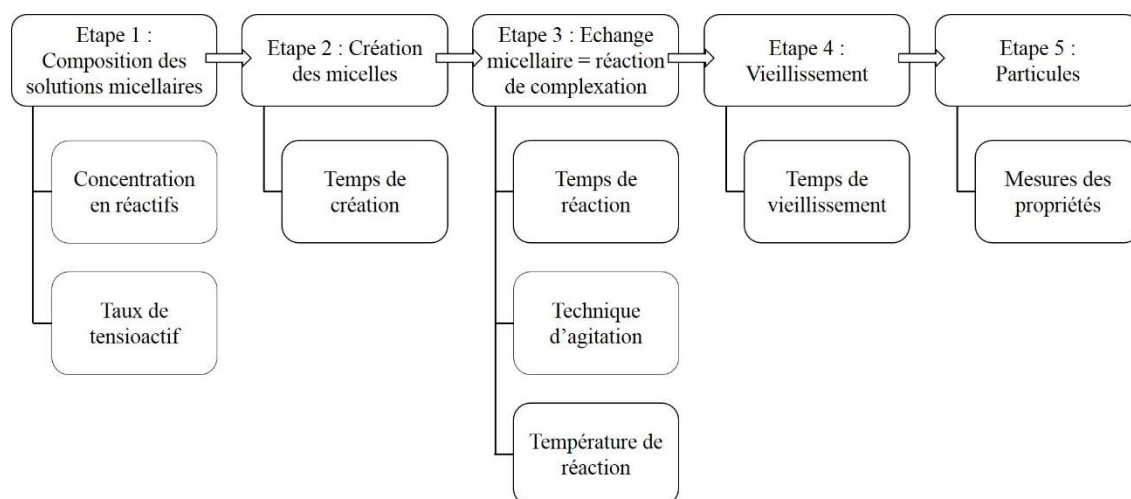 Etape 1 :
Composition des
solutions micellaires
Etape 2 : Création
des micelles
Etape 3 : Echange
micellaire = réaction
de complexation
Etape 4 :
Vieillissement
Etape 5 :
Particules
Concentration
en réactifs
Taux de
tensioactif
Temps de
création
Temps de
réaction
Technique
d’agitation
Température de
réaction
Temps de
vieillissement
Mesures des
propriétés